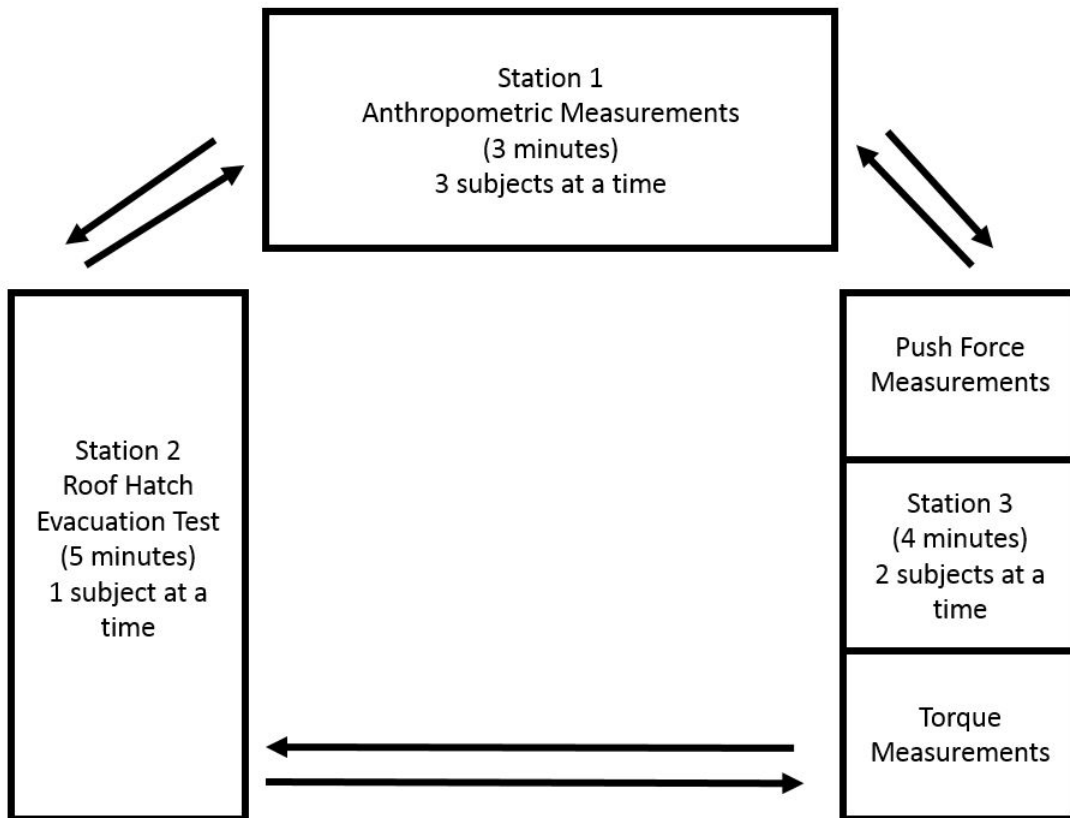 Station 1
Anthropometric Measurements
(3 minutes)
3 subjects at a time
Station 2
Roof Hatch
Evacuation Test
(5 minutes)
1 subject at a
time
Push Force
Measurements
Station 3
(4 minutes)
2 subjects at a
time
Torque
Measurements